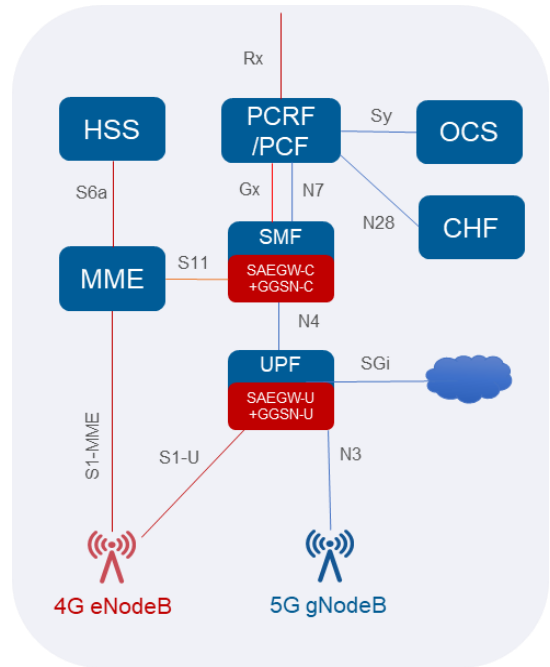 Rx
HSS
PCRF
/PCF
Sy
OCS
S6a
Gx
N7
N28
CHF
MME
S11
SMF
SAEGW-C
+GGSN-C
N4
UPF
SAEGW-U
+GGSN-U
SGi
S1-MME
S1-U
N3
4G eNodeB
5G gNodeB